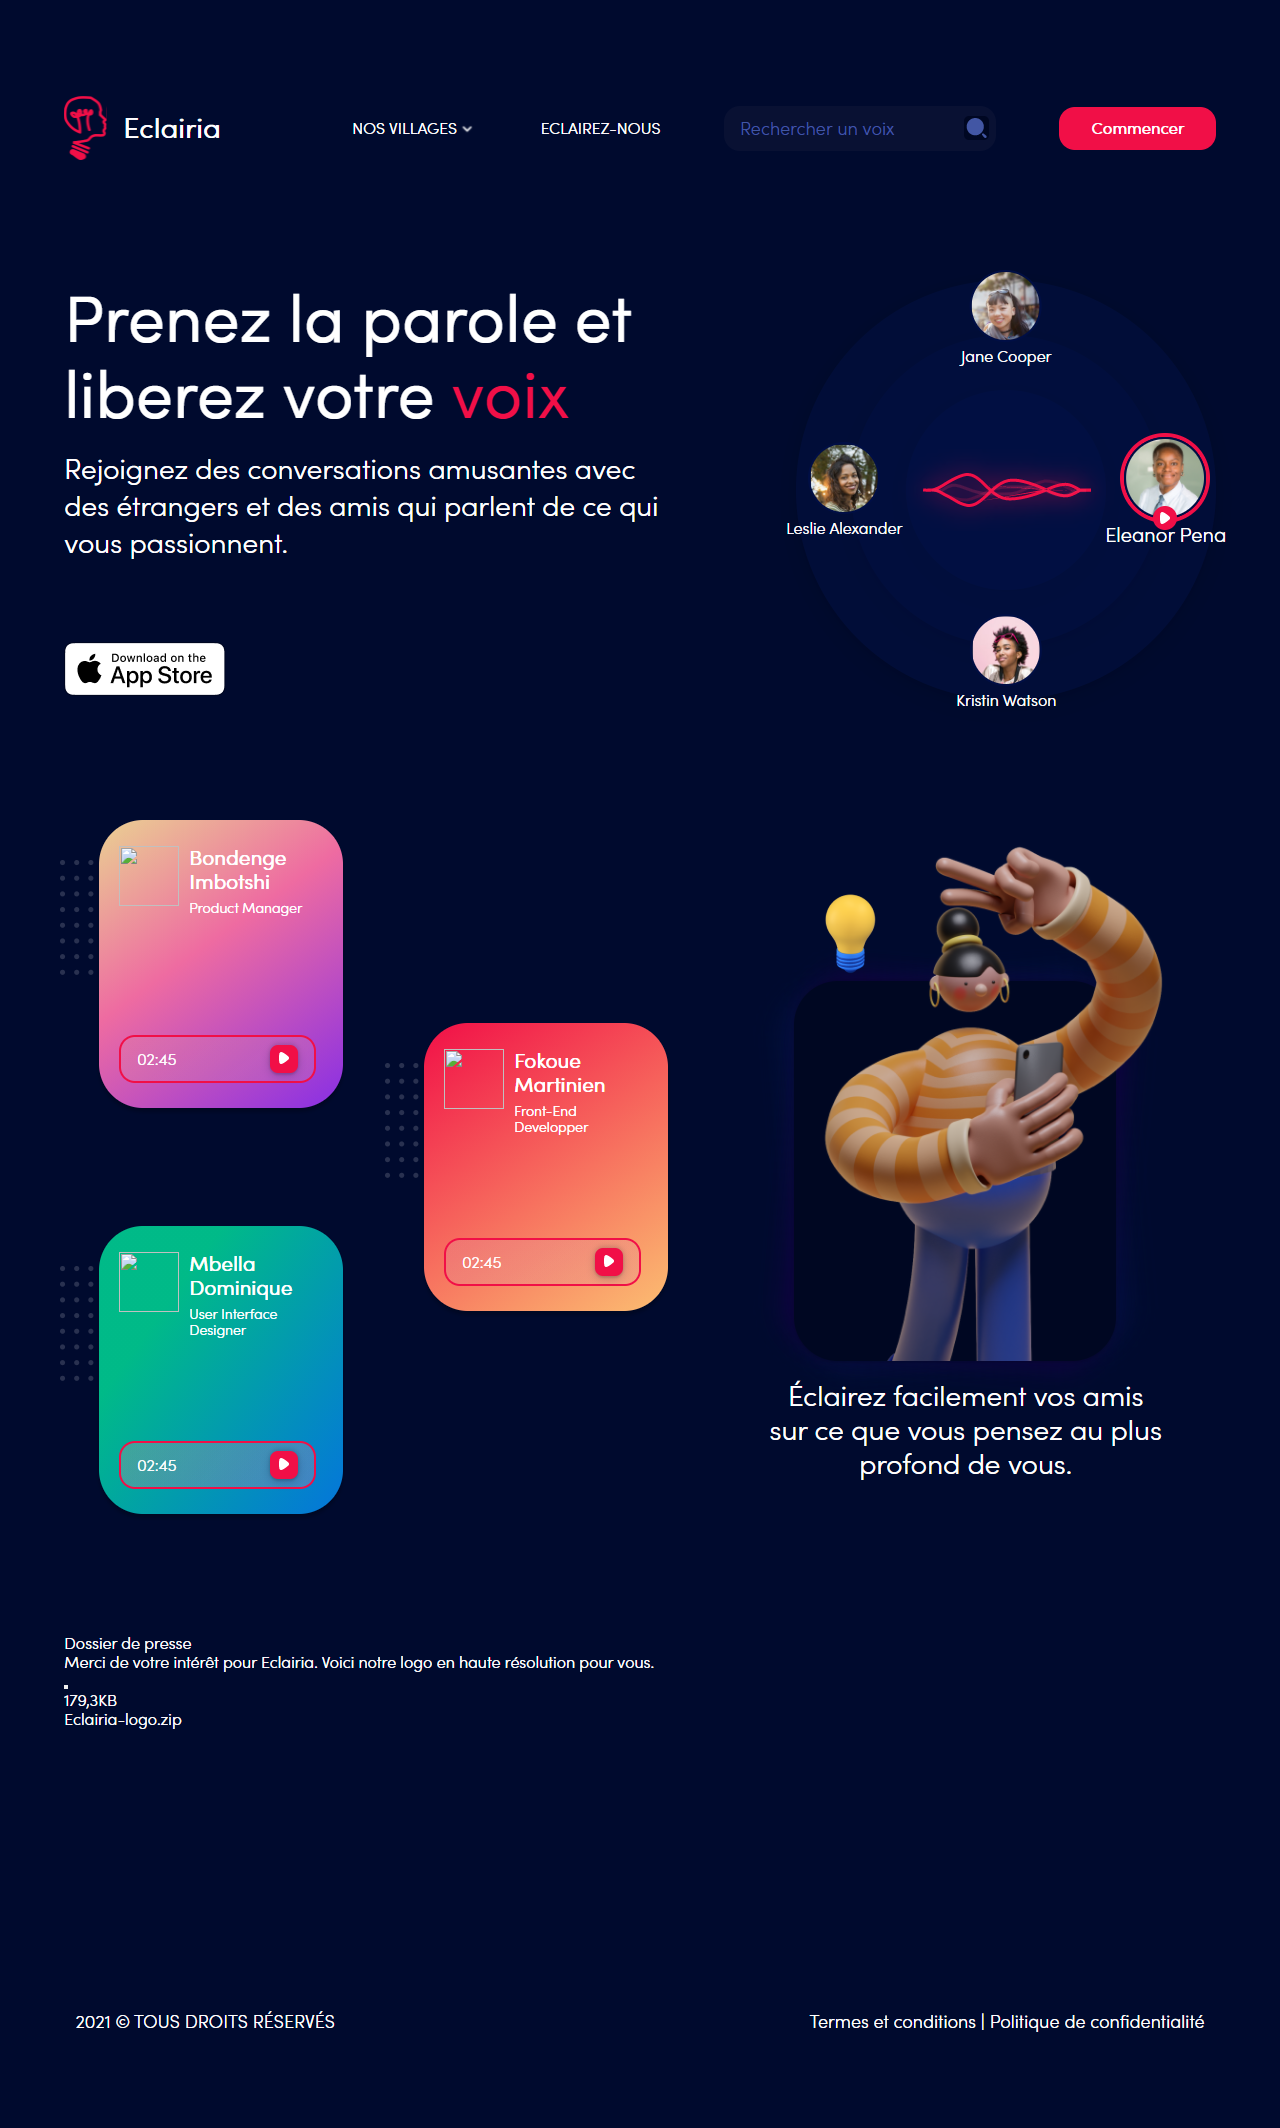 Eclairia
NOS VILLAGES
ECLAIREZ-NOUS
Rechercher un voix
Commencer
Prenez la parole et
liberez votre voix
Rejoignez des conversations amusantes avec
des étrangers et des amis qui parlent de ce qui
vous passionnent.
Download on the
App Store
Jane Cooper
Leslie Alexander
Eleanor Pena
Kristin Watson
Bondenge
Imbotshi
Product Manager
02:45
Fokoue
Martinien
Front-End
Developper
02:45
Mbella
Dominique
User Interface
Designer
02:45
Éclairez facilement vos amis
sur ce que vous pensez au plus
profond de vous.
Dossier de presse
Merci de votre intérêt pour Eclairia. Voici notre logo en haute résolution pour vous.
179,3KB
Eclairia-logo.zip
2021 © TOUS DROITS RÉSERVÉS
Termes et conditions | Politique de confidentialité